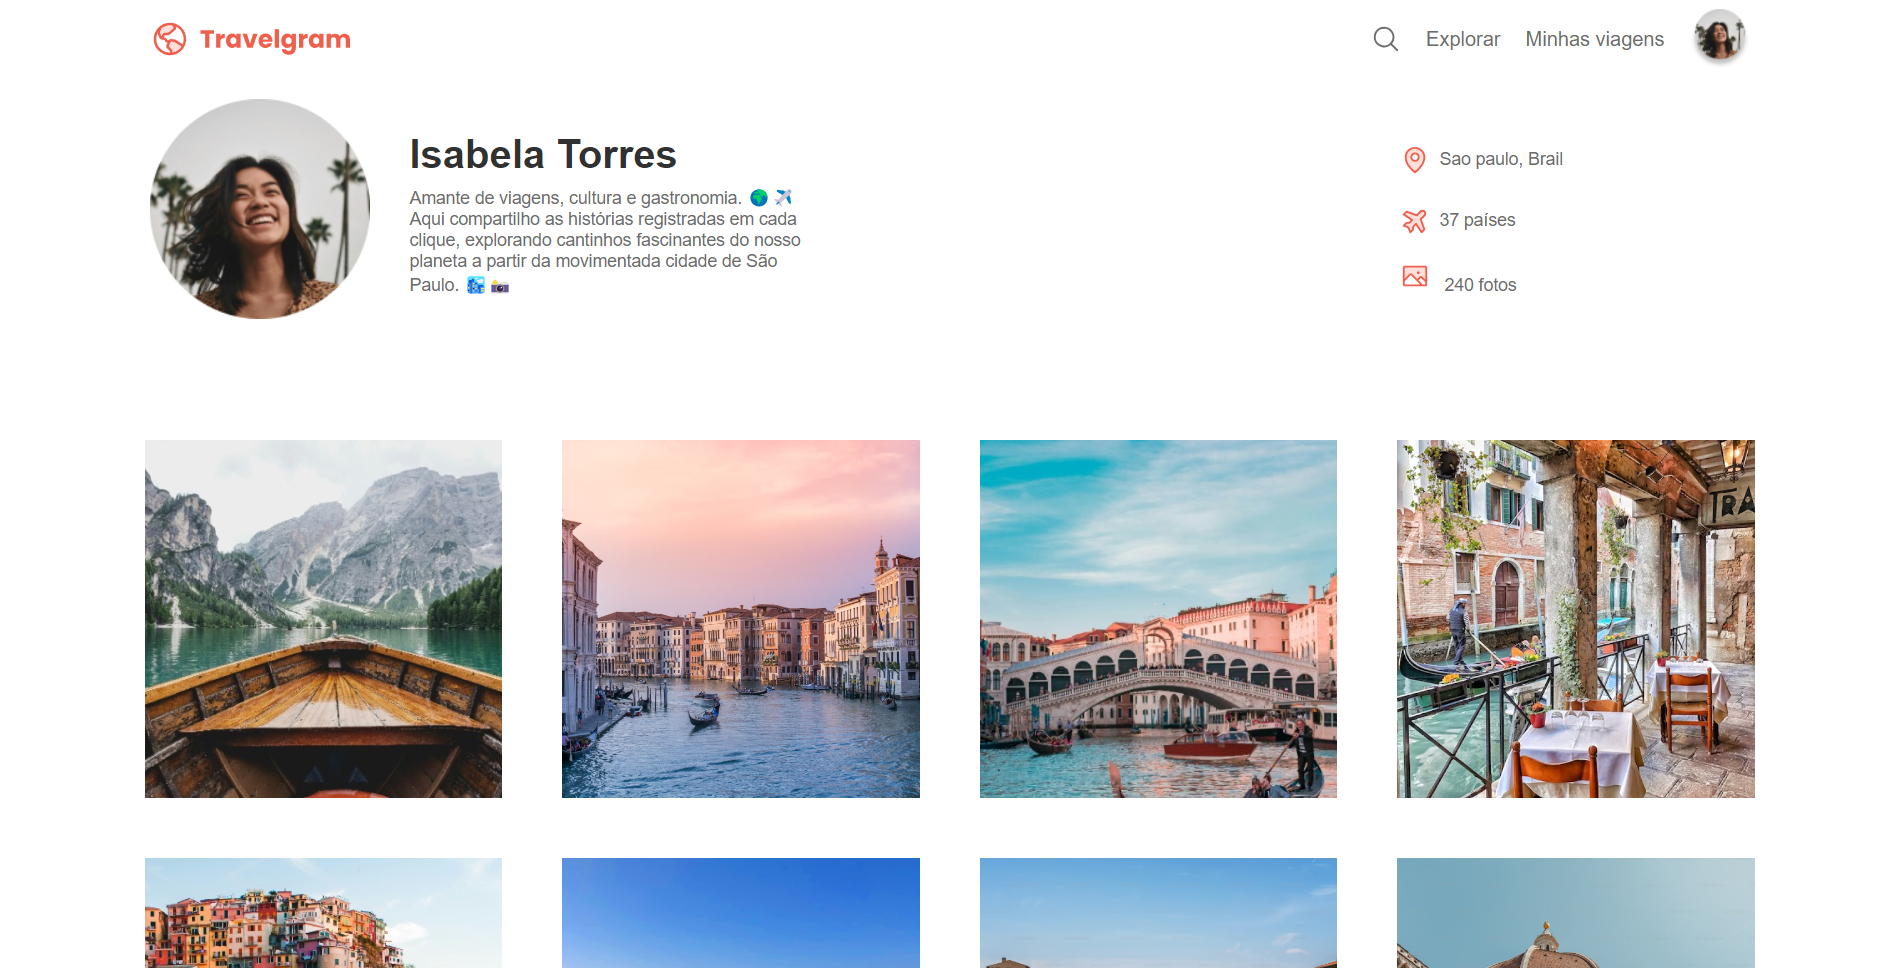 Travelgram
Explorar
Minhas viagens
Isabela Torres
Amante de viagens, cultura e gastronomia. 🌍 ✈️
Aqui compartilho as histórias registradas em cada
clique, explorando cantinhos fascinantes do nosso
planeta a partir da movimentada cidade de São
Paulo. 🏙️ 📸
Sao paulo, Brail
37 países
240 fotos
TRA